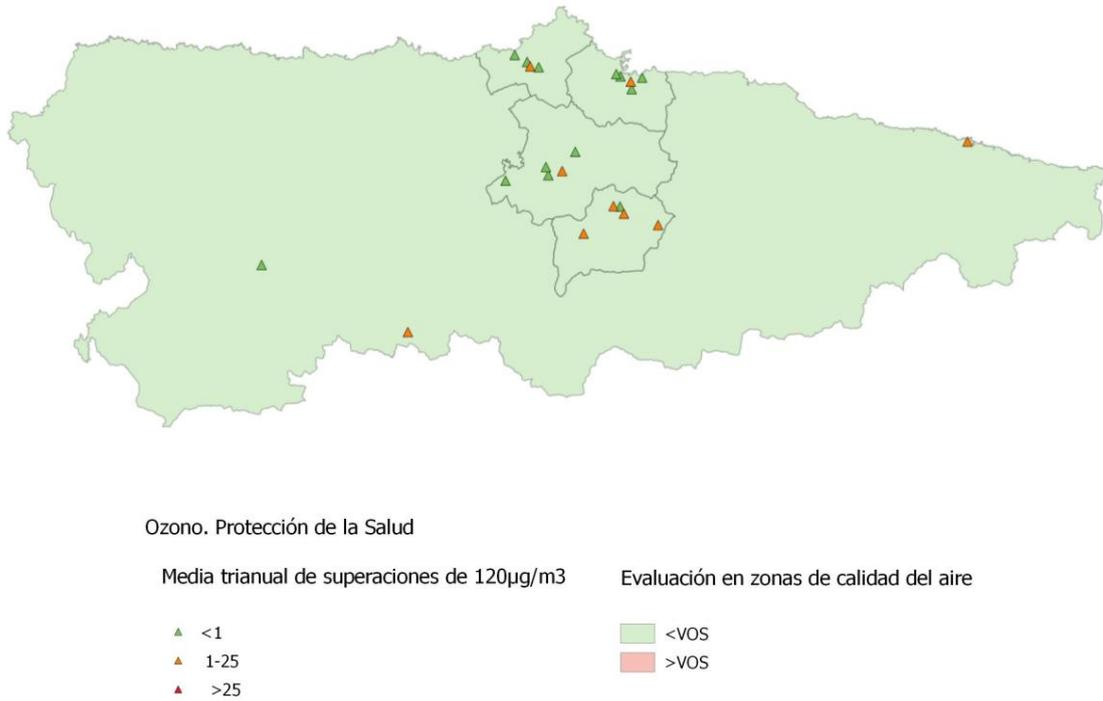 Ozono. Protección de la Salud
Media trianual de superaciones de 120µg/m3
<1
1-25
>25
Evaluación en zonas de calidad del aire
<VOS
>VOS